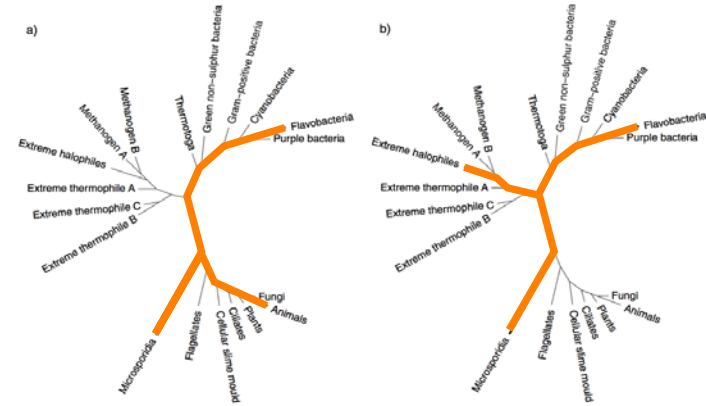 a)
Green non-sulphur bacteria
Gram-positive bacteria
Cyanobacteria
Thermotoga
Flavobacteria
Purple bacteria
Methanogen B
Methanogen A
Extreme halophiles
Extreme thermophile A
Extreme thermophile C
Extreme thermophile B
Microsporidia
Flagellates
Cellular slime mould
Ciliates
Plants
Fungi
Animals
b)
Green non-sulphur bacteria
Gram-positive bacteria
Cyanobacteria
Thermotoga
Flavobacteria
Purple bacteria
Methanogen B
Methanogen A
Extreme halophiles
Extreme thermophile A
Extreme thermophile C
Extreme thermophile B
Microsporidia
Flagellates
Cellular slime mould
Ciliates
Plants
Fungi
Animals